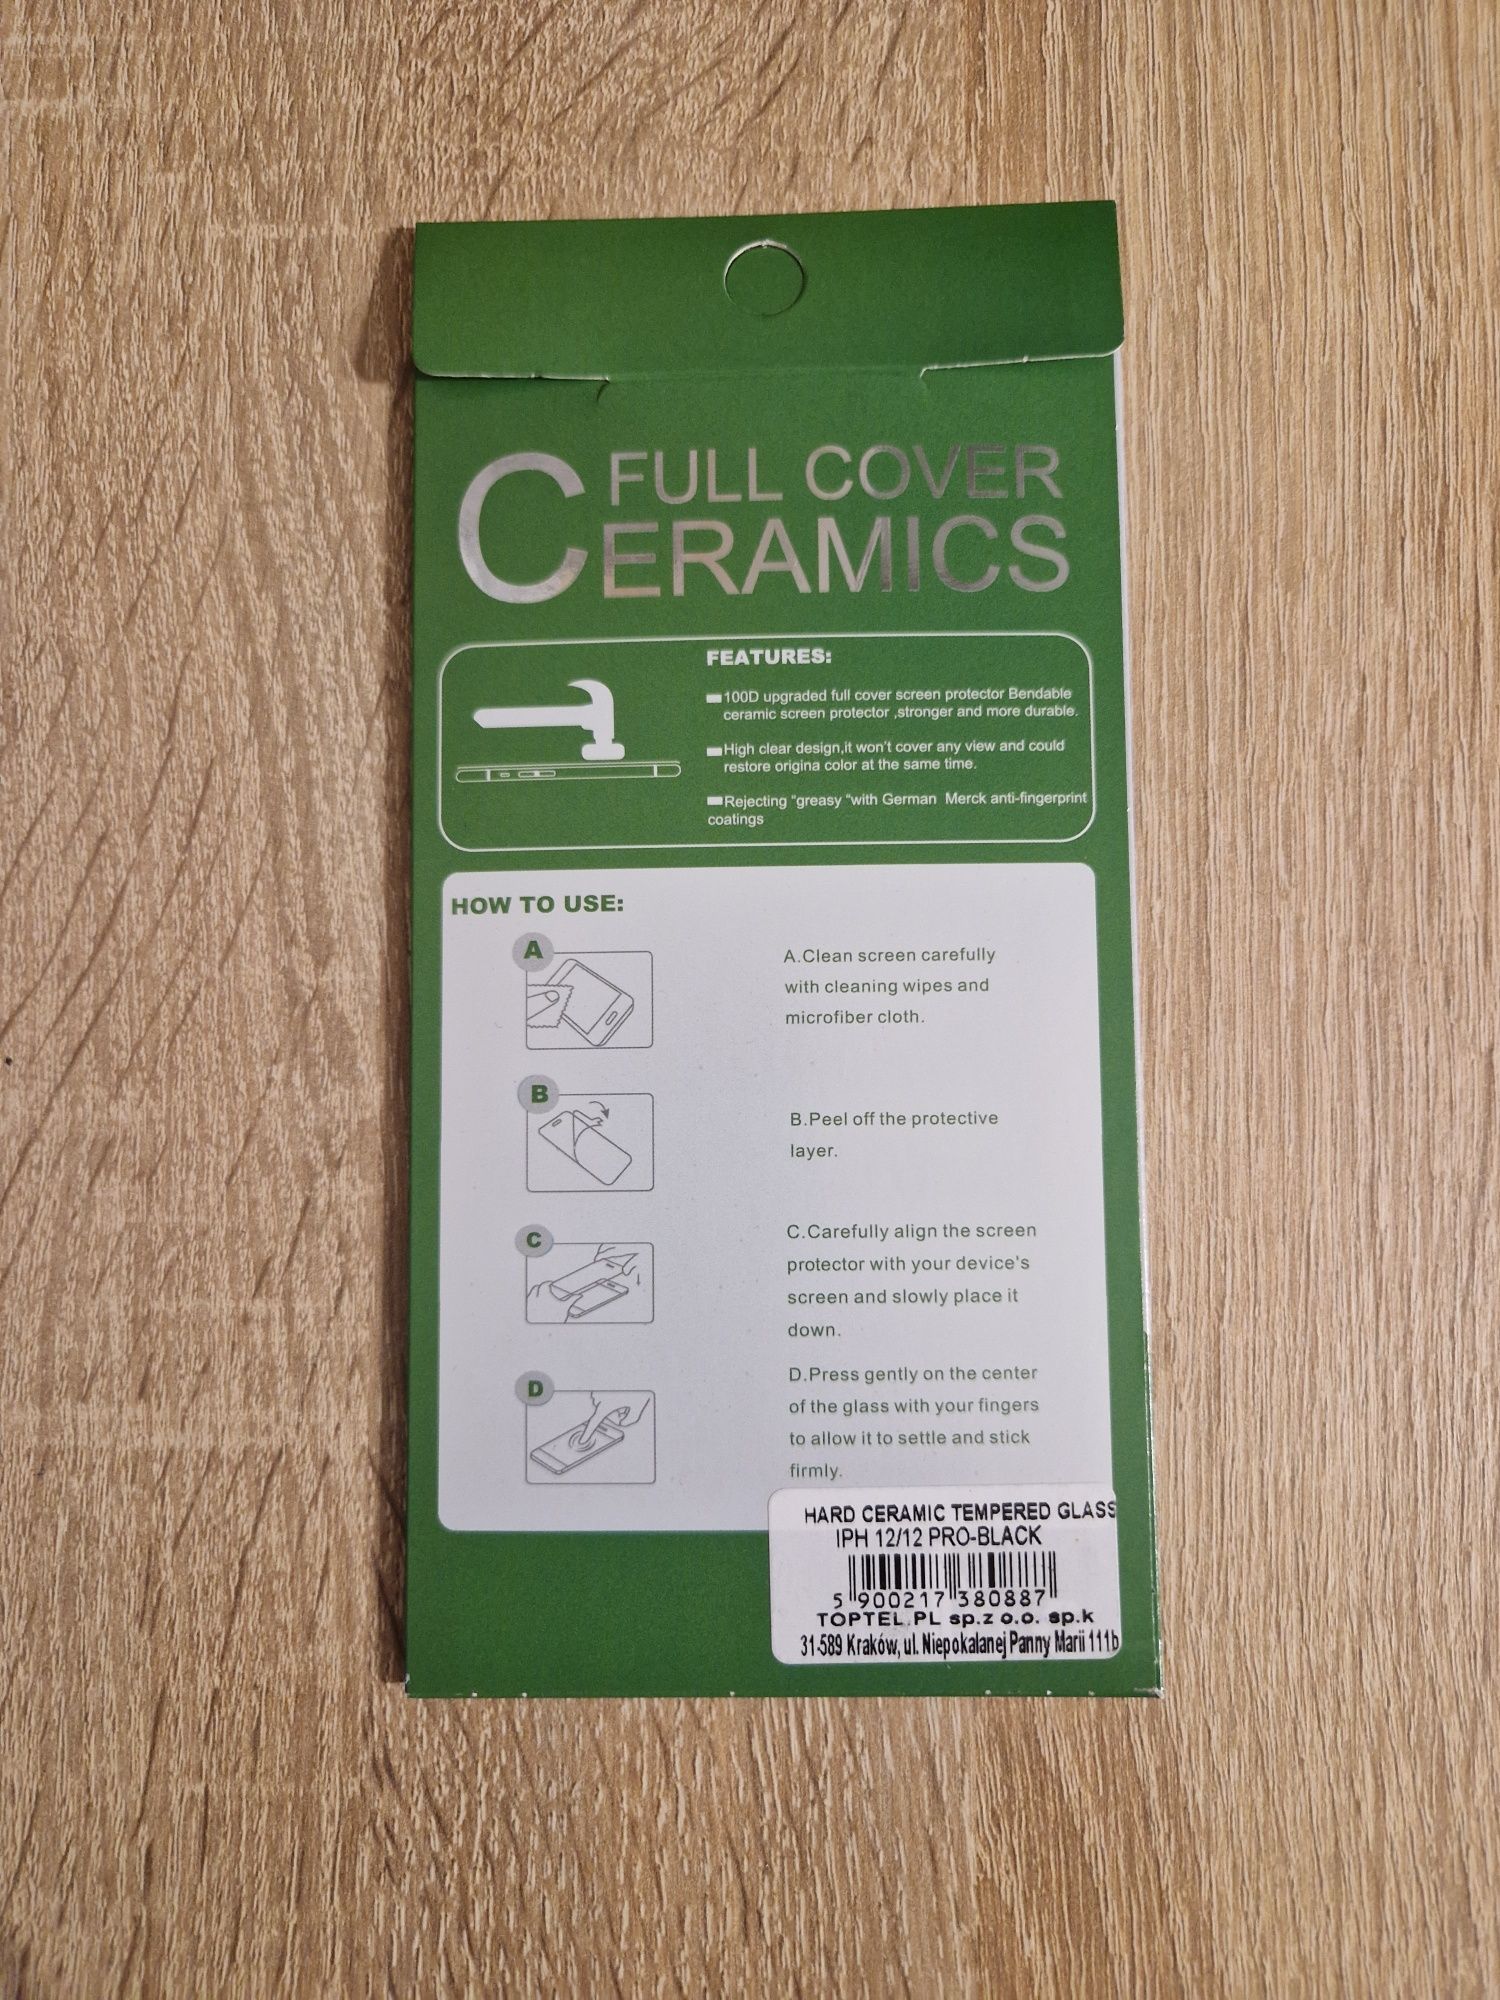 FULL COVER
CERAMICS
FEATURES:
100D upgraded full cover screen protector Bendable
ceramic screen protector ,stronger and more durable.
High clear design,it won't cover any view and could
restore origina color at the same time.
Rejecting "greasy "with German Merck anti-fingerprint
coatings
HOW TO USE:
A
A.Clean screen carefully
with cleaning wipes and
microfiber cloth.
B
B.Peel off the protective
layer.
C
C.Carefully align the screen
protector with your device's
screen and slowly place it
down.
D
D.Press gently on the center
of the glass with your fingers
to allow it to settle and stick
firmly.
HARD CERAMIC TEMPERED GLASS
IPH 12/12 PRO-BLACK
5 900217 380887
TOPTEL.PL sp.z o.o. sp.k
31-589 Kraków, ul. Niepokalanej Panny Marii 111b